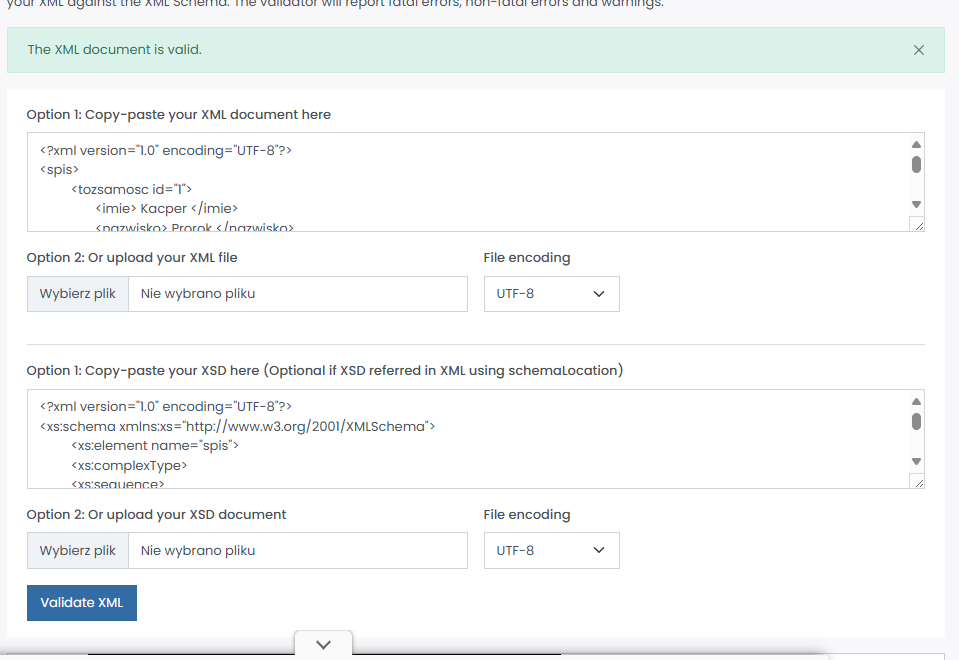 your XML against the XML Schema. The validator will report fatal errors, non-fatal errors and warnings.
The XML document is valid.
Option 1: Copy-paste your XML document here
<?xml version="1.0" encoding="UTF-8"?>
<spis>
<tozsamosc id="1">
<imie> Kacper </imie>
<nazwisko> Prorok </nazwisko>
Option 2: Or upload your XML file
File encoding
Wybierz plik
Nie wybrano pliku
UTF-8
Option 1: Copy-paste your XSD here (Optional if XSD referred in XML using schemaLocation)
<?xml version="1.0" encoding="UTF-8"?>
<xs:schema xmlns:xs="http://www.w3.org/2001/XMLSchema">
<xs:element name="spis">
<xs:complexType>
<xs:sequence>
Option 2: Or upload your XSD document
File encoding
Wybierz plik
Nie wybrano pliku
UTF-8
Validate XML